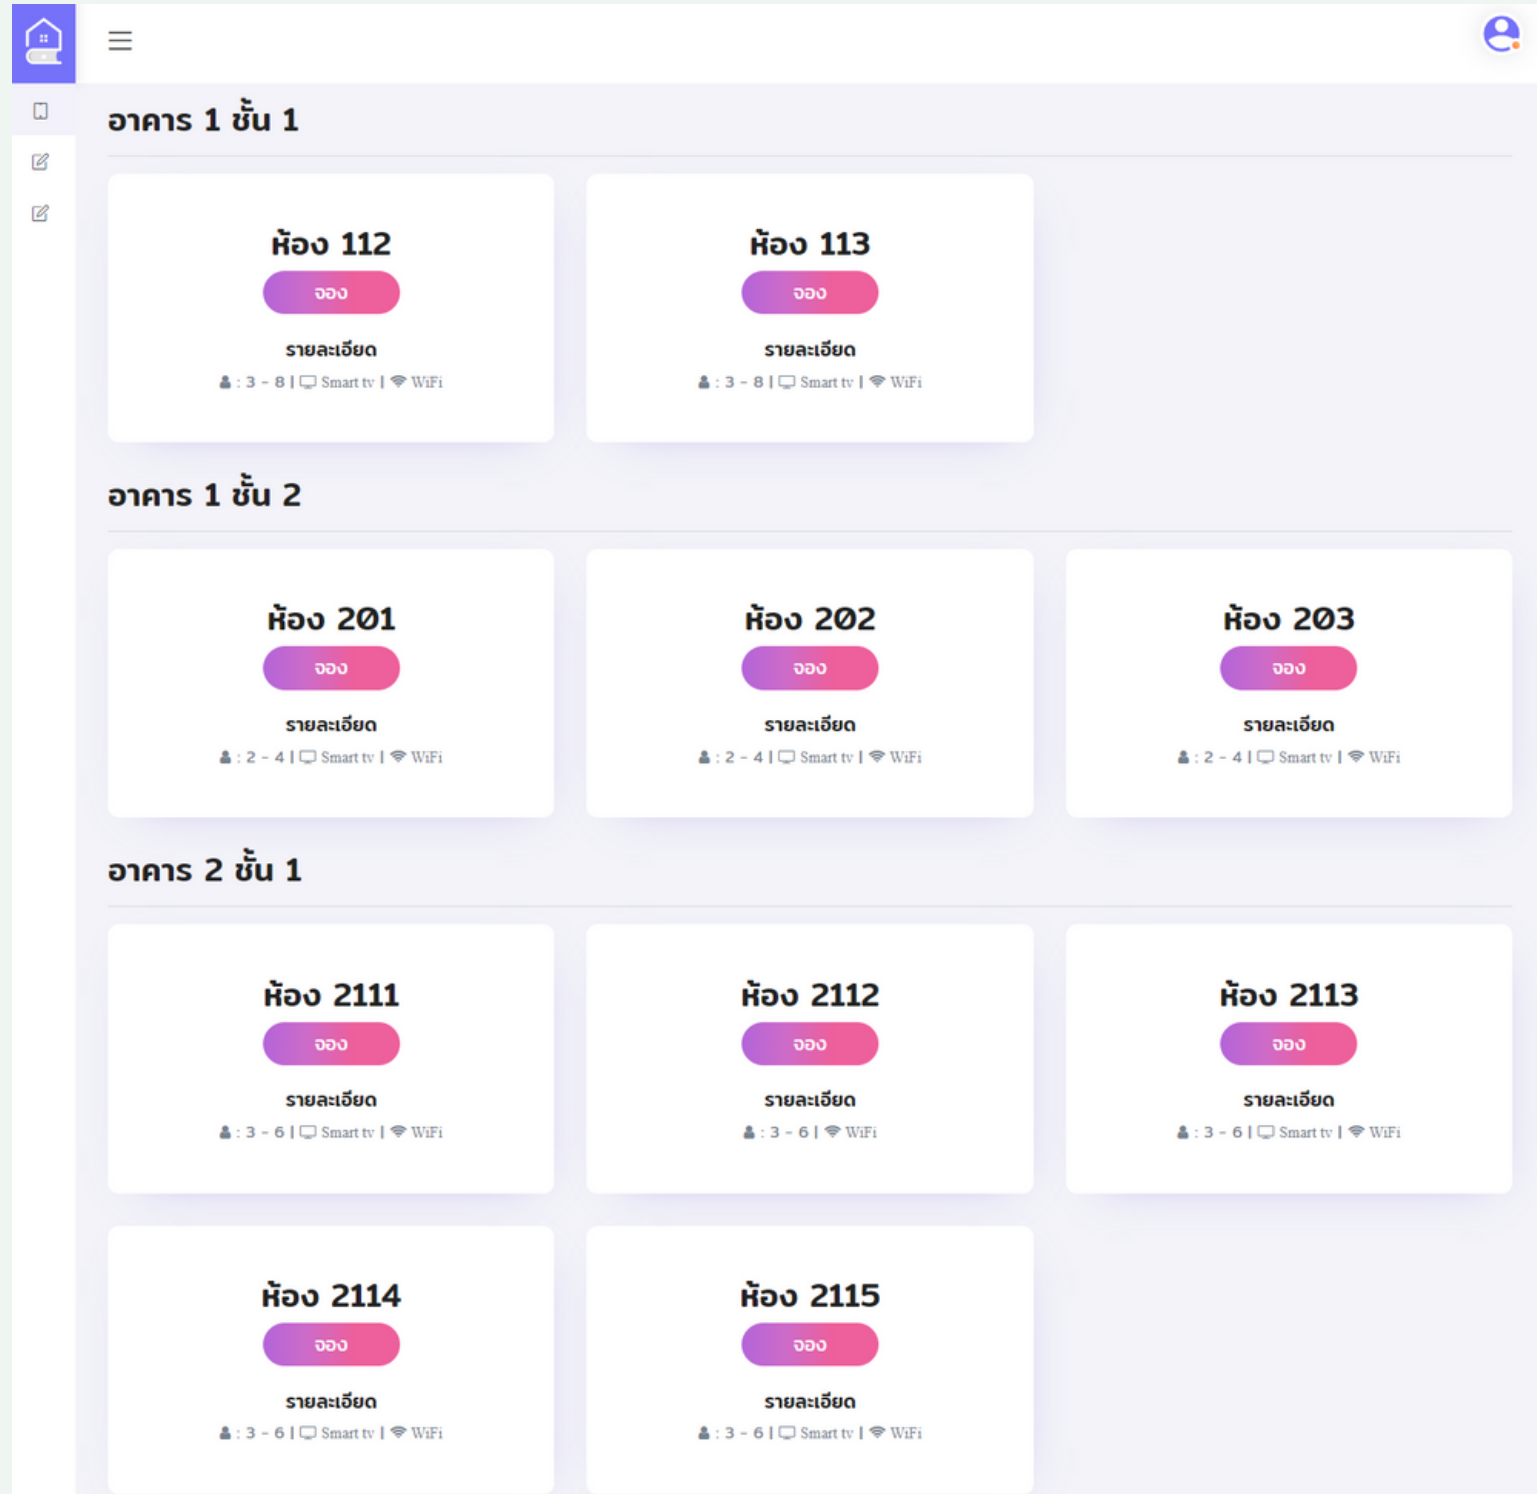 อาคาร 1 ชั้น 1
ห้อง 112
จอง
รายละเอียด
: 3 - 8 | Smart tv | WiFi
ห้อง 113
จอง
รายละเอียด
: 3 - 8 | Smart tv | WiFi
อาคาร 1 ชั้น 2
ห้อง 201
จอง
รายละเอียด
: 2 - 4 | Smart tv | WiFi
ห้อง 202
จอง
รายละเอียด
: 2 - 4 | Smart tv | WiFi
ห้อง 203
จอง
รายละเอียด
: 2 - 4 | Smart tv | WiFi
อาคาร 2 ชั้น 1
ห้อง 2111
จอง
รายละเอียด
: 3 - 6 | Smart tv | WiFi
ห้อง 2112
จอง
รายละเอียด
: 3 - 6 | WiFi
ห้อง 2113
จอง
รายละเอียด
: 3 - 6 | Smart tv | WiFi
ห้อง 2114
จอง
รายละเอียด
: 3 - 6 | Smart tv | WiFi
ห้อง 2115
จอง
รายละเอียด
: 3 - 6 | Smart tv | WiFi